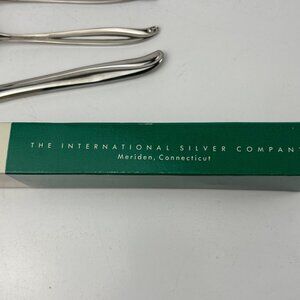 THE INTERNATIONAL SILVER COMPANY
Meriden, Connecticut